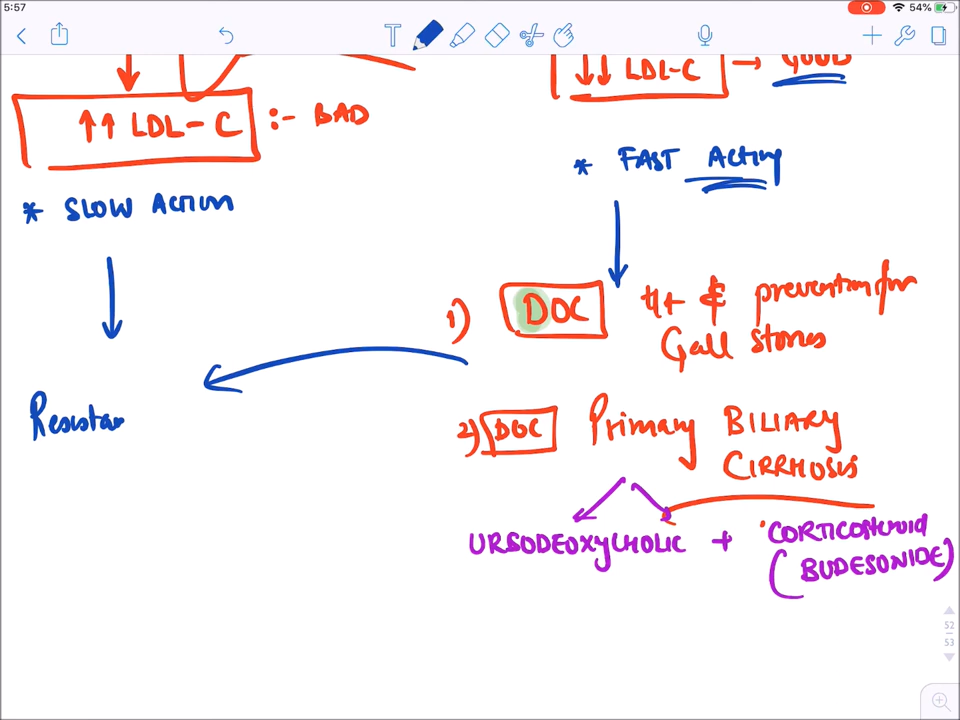 5:57
54%
T
↓↓ LDL-C → GOOD
↑↑ LDL-C :- BAD
* FAST Acting
* SLOW ACTION
1) DOC t/t & prevention for
Gall stones
Resistan
2) DOC Primary BILIARY
CIRRHOSIS
URSODEOXYCHOLIC + CORTICOSTEROID
(BUDESONIDE)
52
53